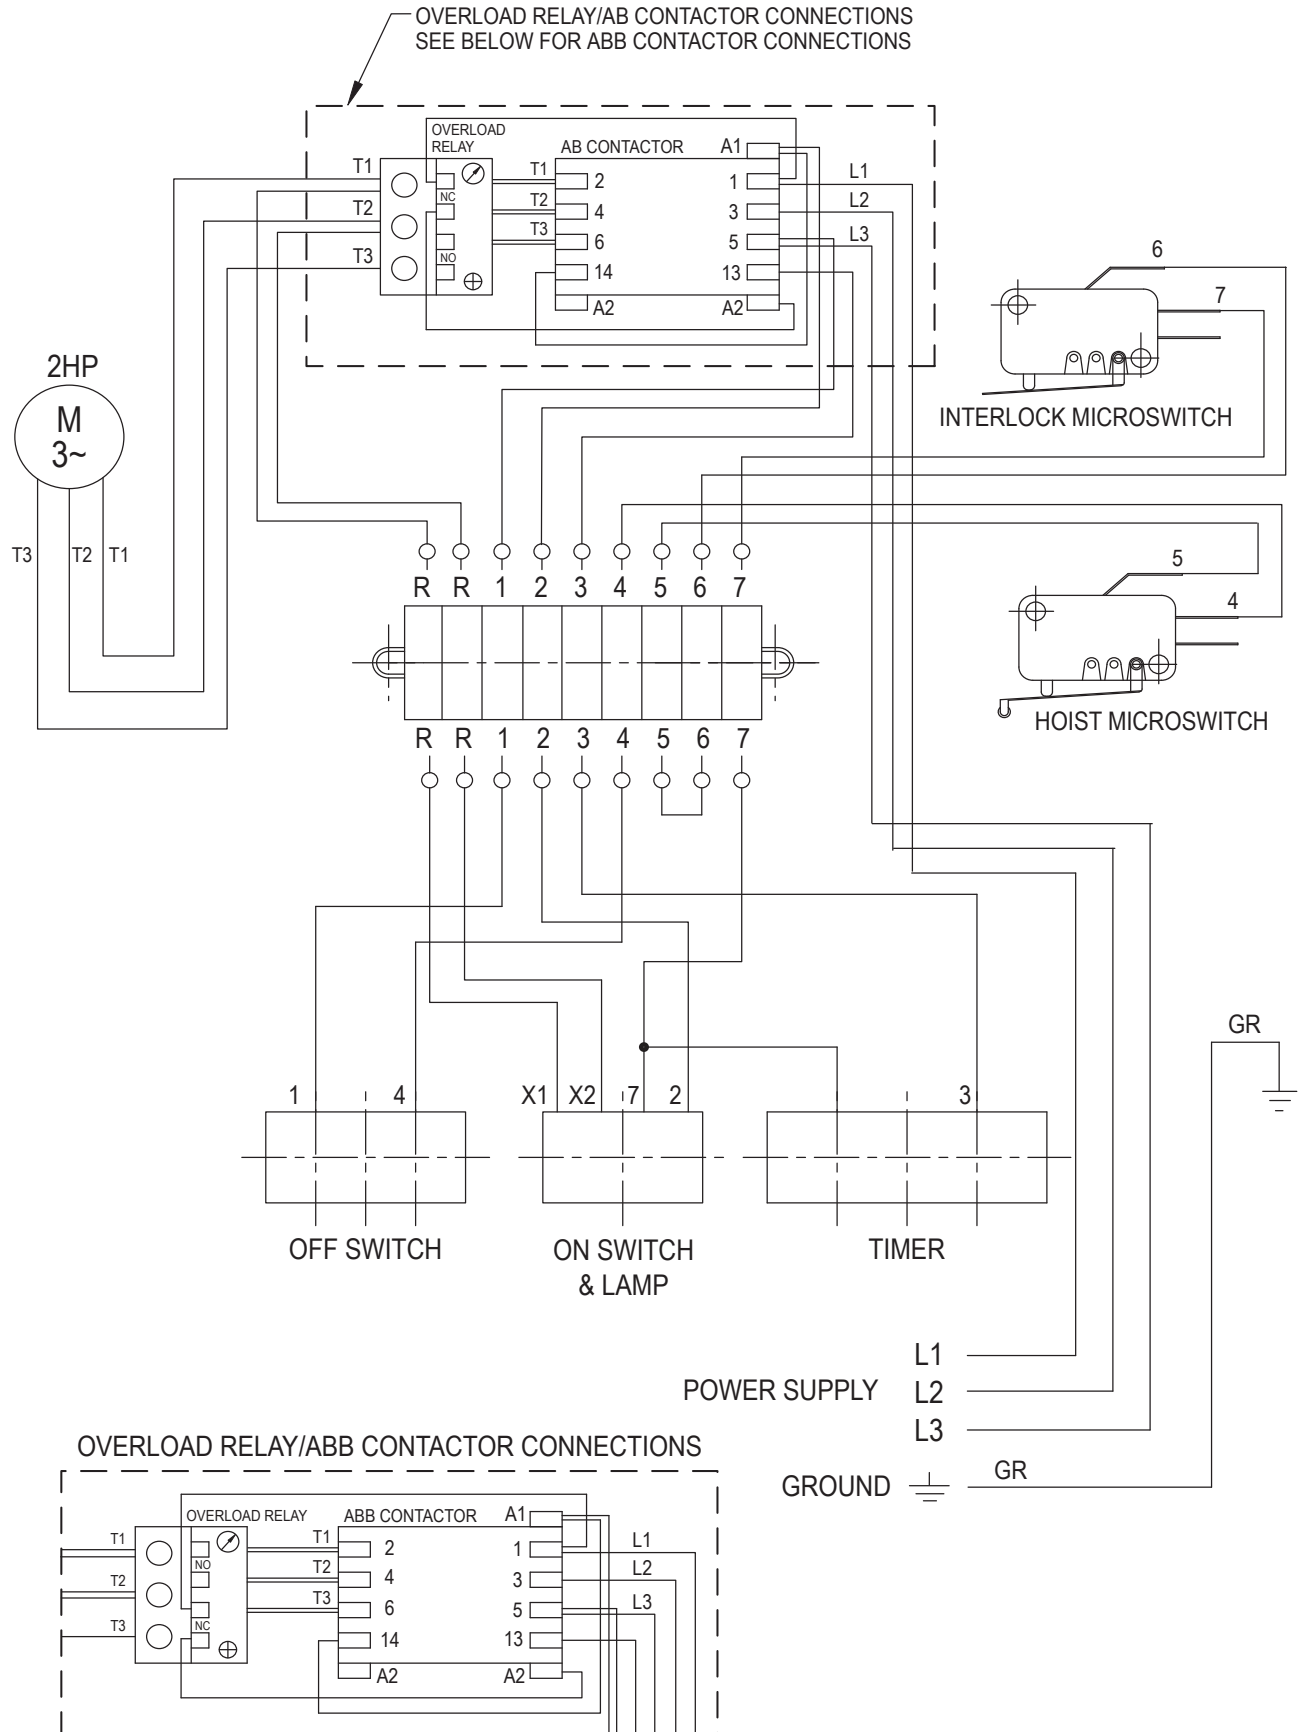 OVERLOAD RELAY/AB CONTACTOR CONNECTIONS
SEE BELOW FOR ABB CONTACTOR CONNECTIONS
OVERLOAD
RELAY
AB CONTACTOR
A1
T1
T1
2
1
L1
NC
T2
T2
4
3
L2
T3
T3
6
5
L3
NO
14
13
A2
A2
6
7
INTERLOCK MICROSWITCH
2HP
M
3~
T3
T2
T1
5
4
HOIST MICROSWITCH
R R 1 2 3 4 5 6 7
R R 1 2 3 4 5 6 7
GR
1
4
X1
X2
7
2
3
OFF SWITCH
ON SWITCH
& LAMP
TIMER
L1
POWER SUPPLY
L2
L3
GROUND
GR
OVERLOAD RELAY/ABB CONTACTOR CONNECTIONS
OVERLOAD RELAY
ABB CONTACTOR
A1
T1
T1
2
1
L1
NO
T2
T2
4
3
L2
T3
T3
6
5
L3
NC
14
13
A2
A2